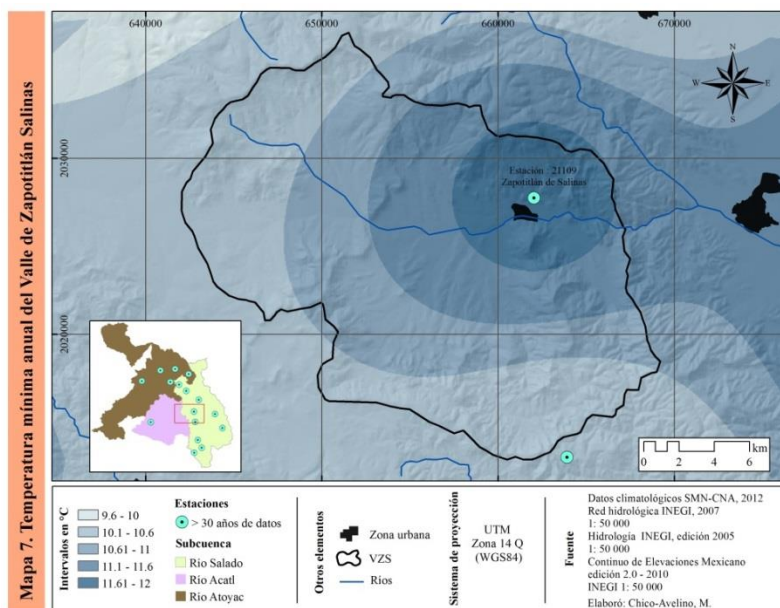 Mapa 7. Temperatura mínima anual del Valle de Zapotitlán Salinas
640000
650000
660000
670000
N
W
E
S
2030000
2020000
Estación : 21109
Zapotitlán de Salinas
km
0
2
4
6
Intervalos en °C
9.6 - 10
10.1 - 10.6
10.61 - 11
11.1 - 11.6
11.61 - 12
Estaciones
> 30 años de datos
Subcuenca
Río Salado
Río Acatl
Río Atoyac
Otros elementos
Zona urbana
VZS
Ríos
Sistema de proyección
UTM
Zona 14 Q
(WGS84)
Fuente
Datos climatológicos SMN-CNA, 2012
Red hidrológica INEGI, 2007
1: 50 000
Hidrología INEGI, edición 2005
1: 50 000
Continuo de Elevaciones Mexicano
edición 2.0 - 2010
INEGI 1: 50 000
Elaboró: Chico-Avelino, M.